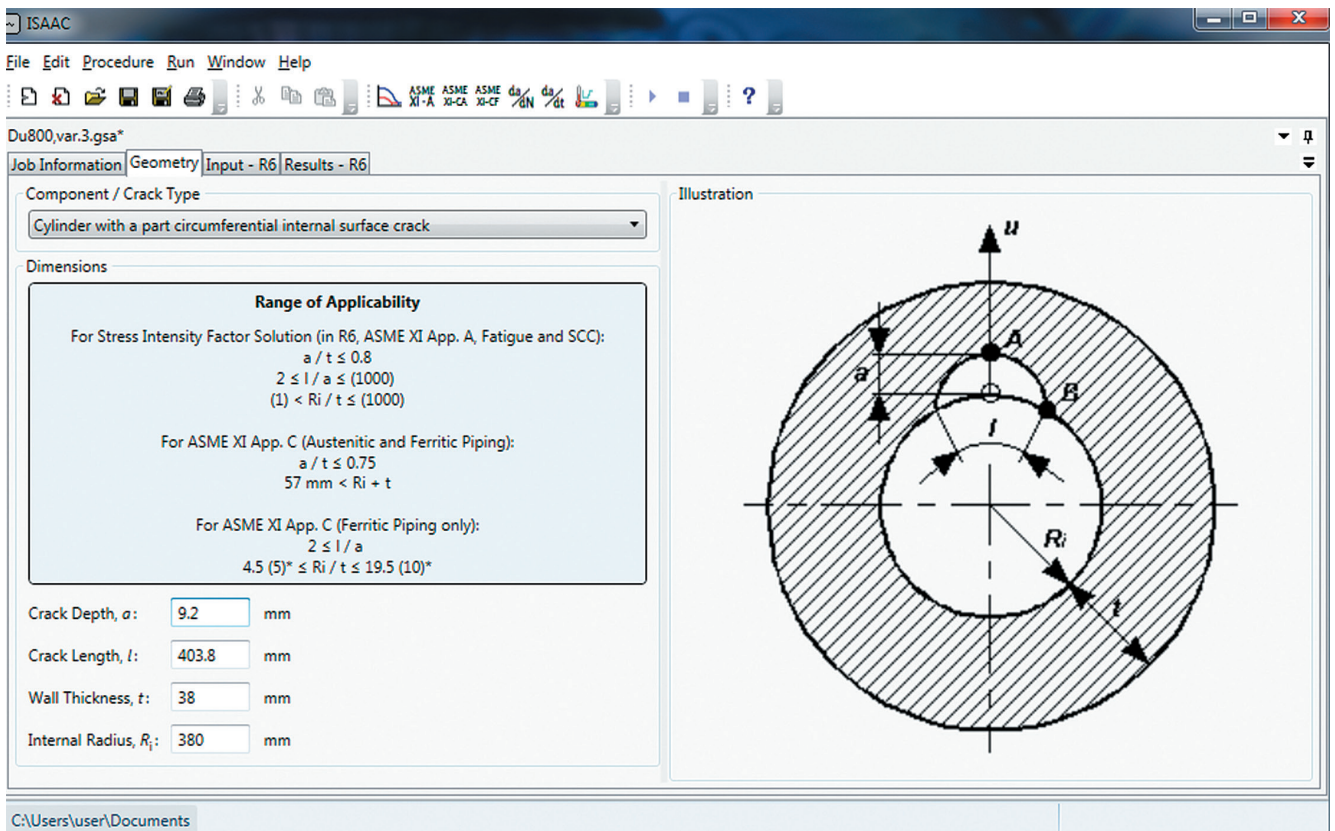 ISAAC
File Edit Procedure Run Window Help
ASME XI-A ASME XI-CA ASME XI-CF da/dN da/dt ?
Du800,var.3.gsa*
Job Information Geometry Input - R6 Results - R6
Component / Crack Type
Cylinder with a part circumferential internal surface crack
Dimensions
Range of Applicability
For Stress Intensity Factor Solution (in R6, ASME XI App. A, Fatigue and SCC):
a / t ≤ 0.8
2 ≤ l / a ≤ (1000)
(1) < Ri / t ≤ (1000)
For ASME XI App. C (Austenitic and Ferritic Piping):
a / t ≤ 0.75
57 mm < Ri + t
For ASME XI App. C (Ferritic Piping only):
2 ≤ l / a
4.5 (5)* ≤ Ri / t ≤ 19.5 (10)*
Crack Depth, a: 9.2 mm
Crack Length, l: 403.8 mm
Wall Thickness, t: 38 mm
Internal Radius, Ri: 380 mm
Illustration
u
A
a
B
l
Ri
t
C:\Users\user\Documents